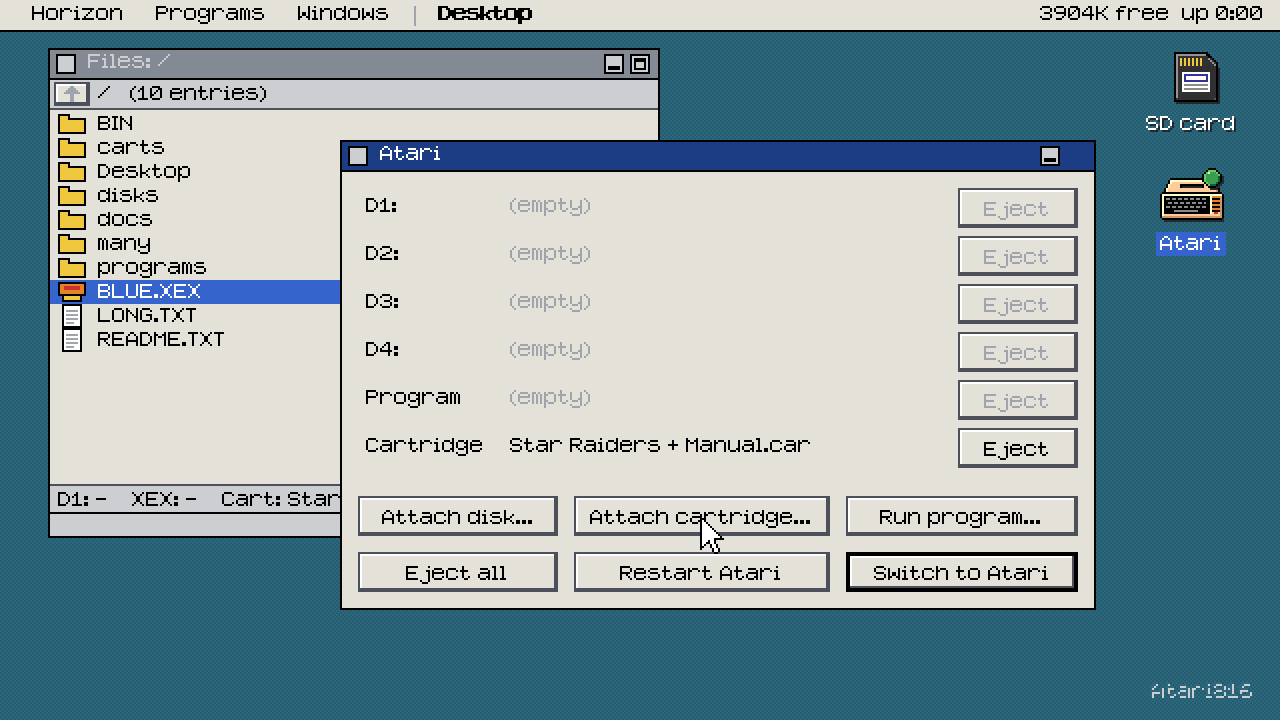 Horizon Programs Windows | Desktop 3904K free up 0:00
Files: /
/ (10 entries)
BIN
carts
Desktop
disks
docs
many
programs
BLUE.XEX
LONG.TXT
README.TXT
D1: - XEX: - Cart: Star
Atari
D1: (empty) Eject
D2: (empty) Eject
D3: (empty) Eject
D4: (empty) Eject
Program (empty) Eject
Cartridge Star Raiders + Manual.car Eject
Attach disk... Attach cartridge... Run program...
Eject all Restart Atari Switch to Atari
SD card
Atari
Atari816